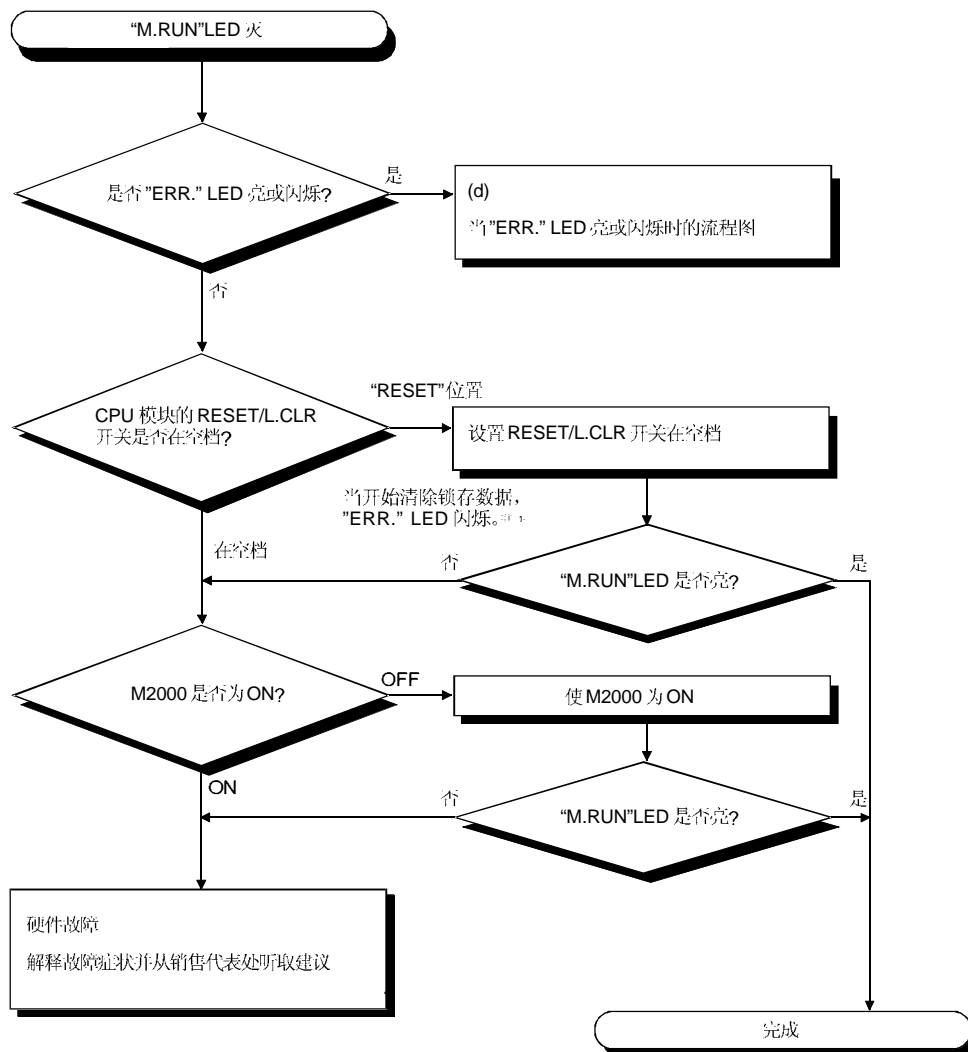 “M.RUN”LED 灭
是否”ERR.” LED 亮或闪烁?
是
(d)
当”ERR.” LED 亮或闪烁时的流程图
否
“RESET”位置
CPU 模块的 RESET/L.CLR
开关是否在空档?
设置 RESET/L.CLR 开关在空档
当开始清除锁存数据，
”ERR.” LED 闪烁。
在空档
否
“M.RUN”LED 是否亮?
是
M2000 是否为 ON?
OFF
使 M2000 为 ON
ON
否
“M.RUN”LED 是否亮?
是
硬件故障
解释故障症状并从销售代表处听取建议
完成